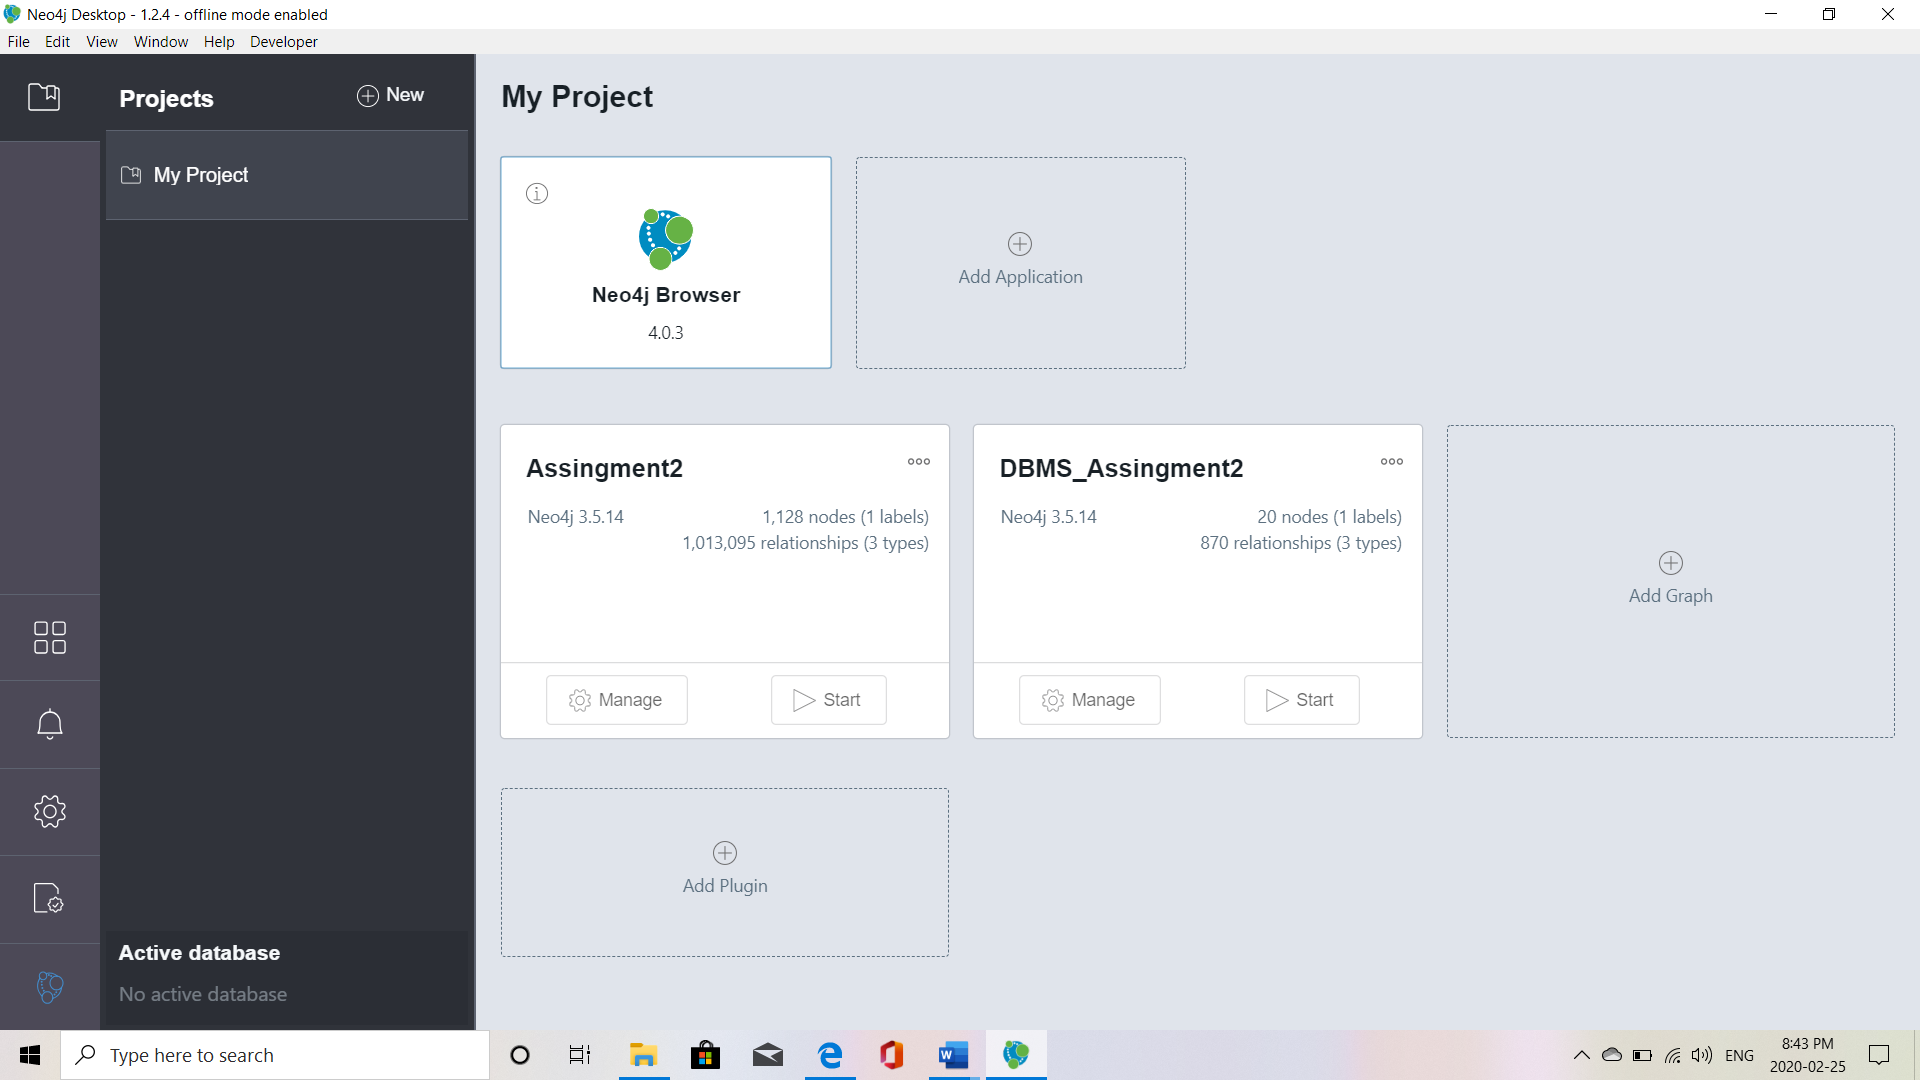 Neo4j Desktop - 1.2.4 - offline mode enabled
File Edit View Window Help Developer
Projects
New
My Project
My Project
Neo4j Browser
4.0.3
Add Application
Assingment2
Neo4j 3.5.14
1,128 nodes (1 labels)
1,013,095 relationships (3 types)
Manage
Start
DBMS_Assingment2
Neo4j 3.5.14
20 nodes (1 labels)
870 relationships (3 types)
Manage
Start
Add Graph
Add Plugin
Active database
No active database
Type here to search
W
ENG
8:43 PM
2020-02-25